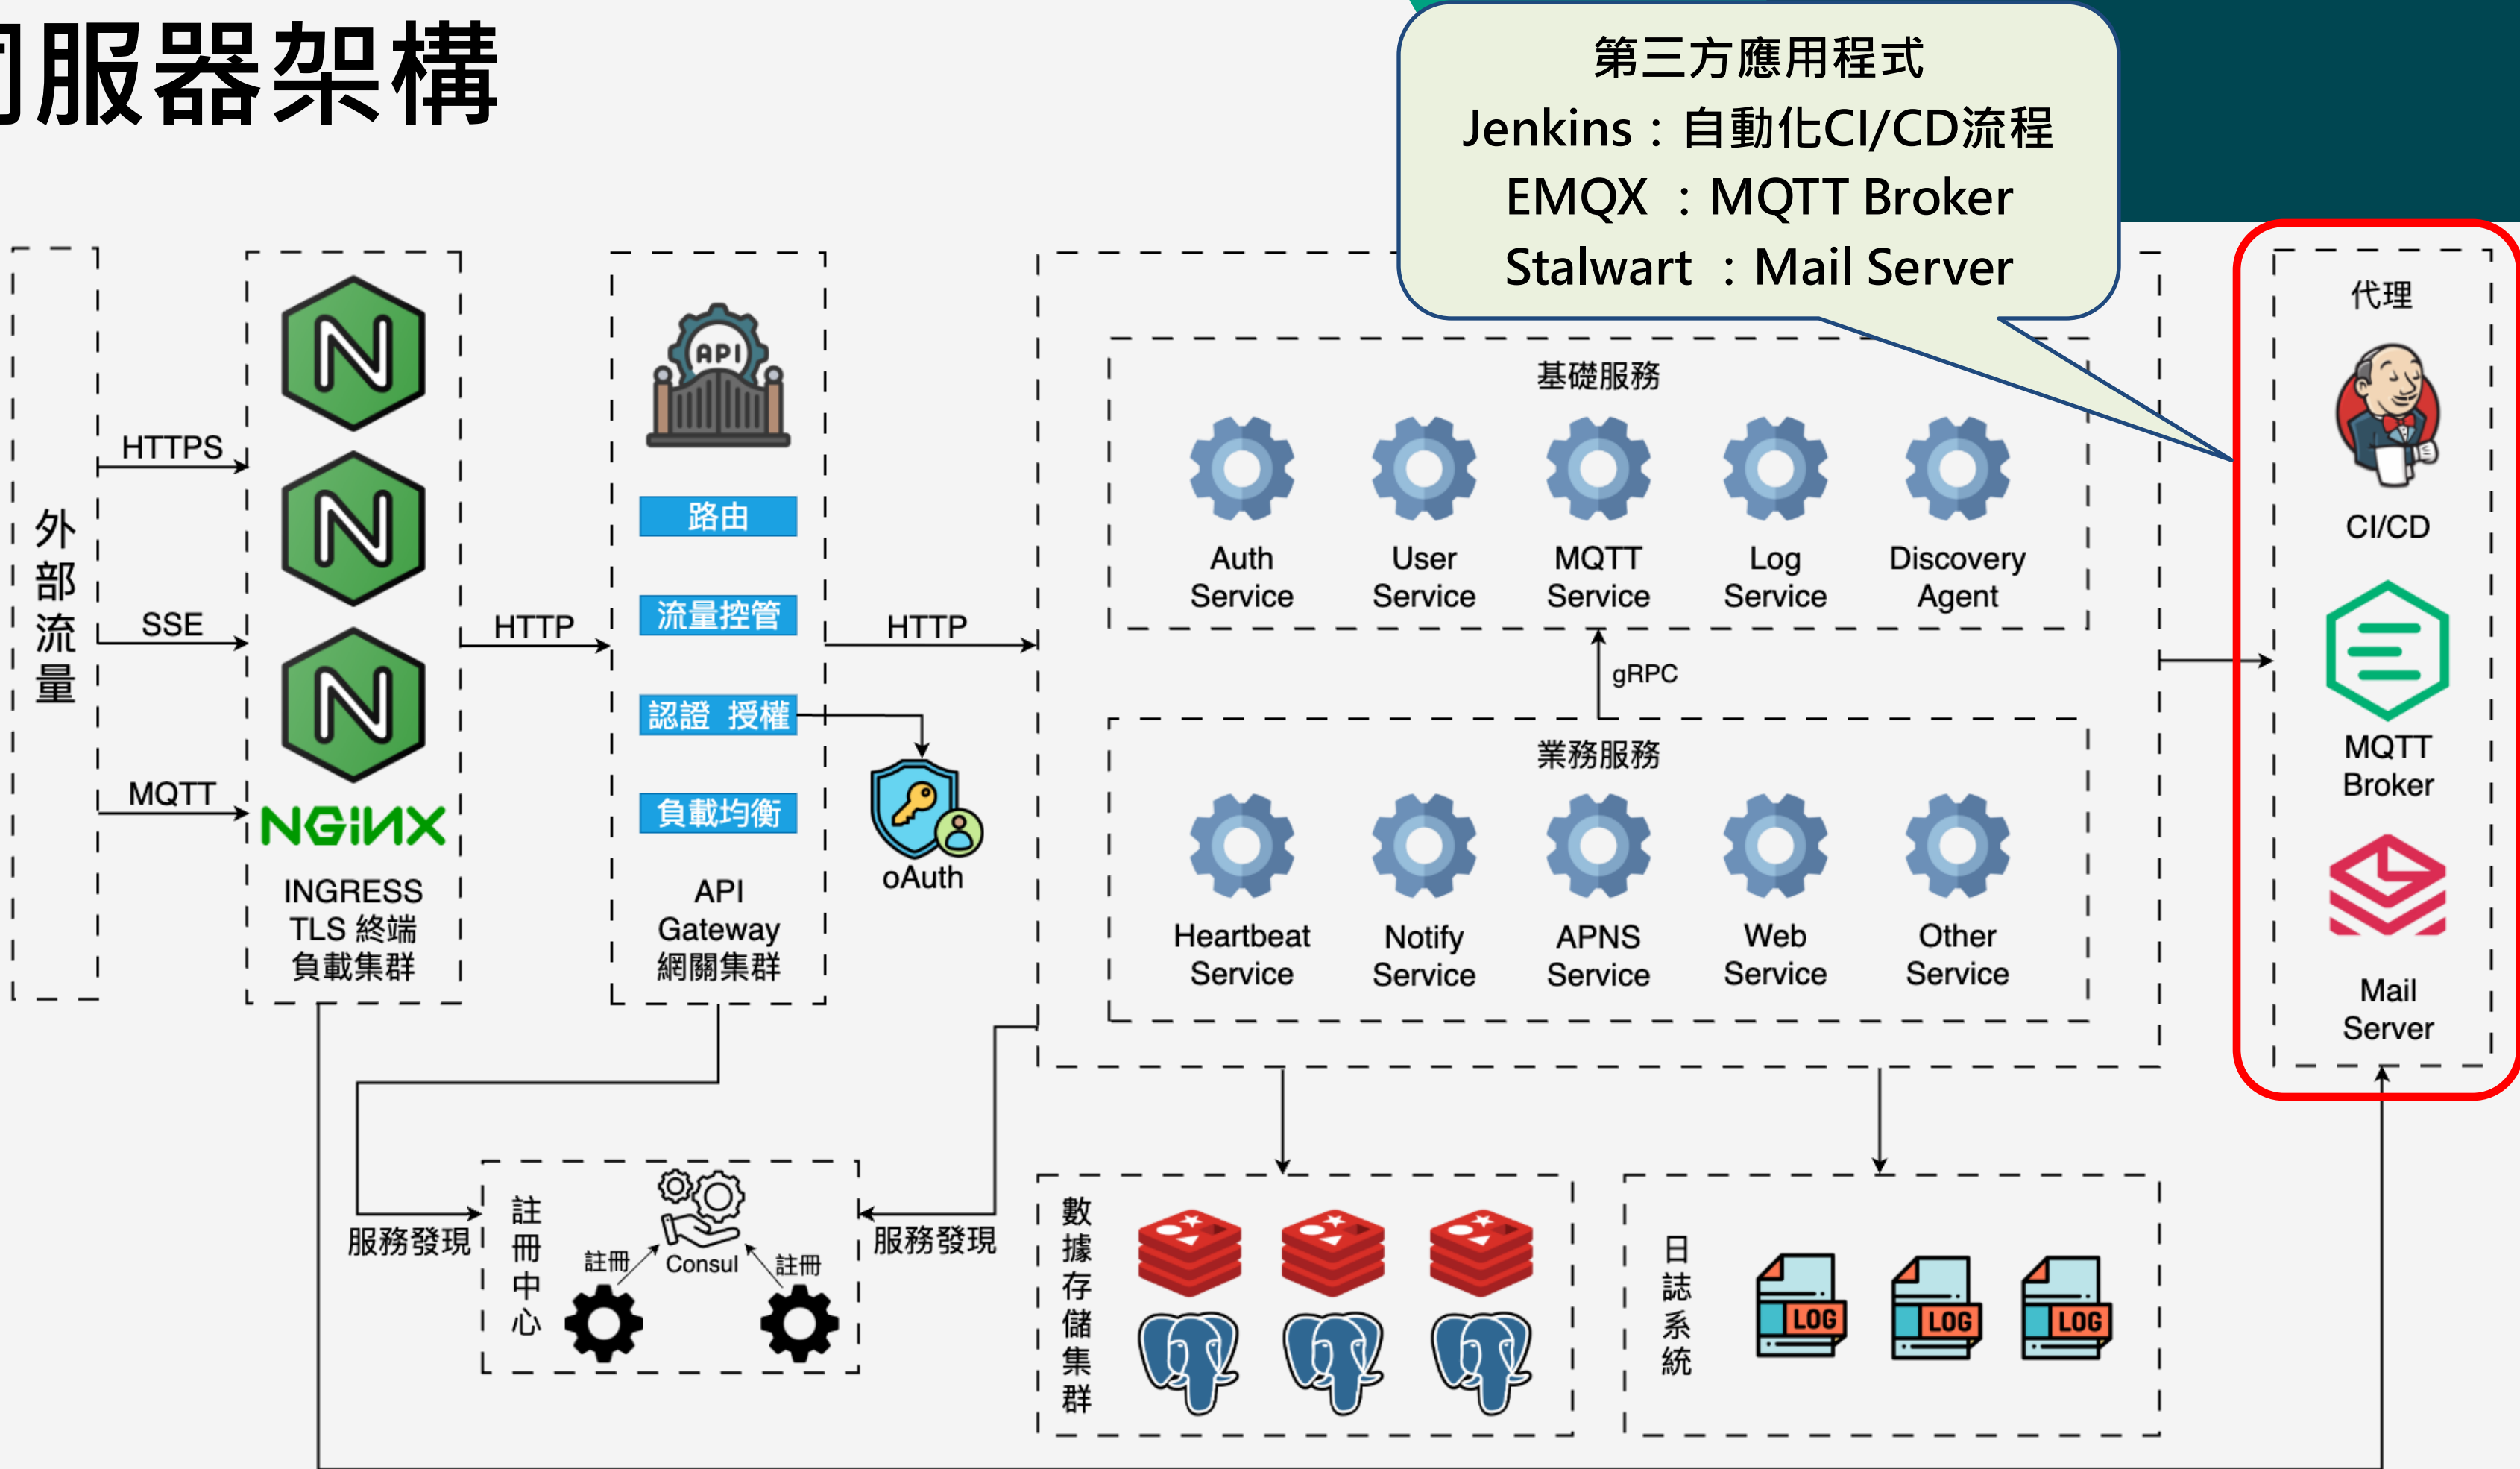 服器架構
第三方應用程式
Jenkins：自動化CI/CD流程
EMQX ：MQTT Broker
Stalwart ：Mail Server
外部流量
HTTPS
SSE
MQTT
NGINX
INGRESS
TLS 終端
負載集群
HTTP
API
路由
流量控管
認證 授權
負載均衡
API
Gateway
網關集群
oAuth
HTTP
基礎服務
Auth
Service
User
Service
MQTT
Service
Log
Service
Discovery
Agent
gRPC
業務服務
Heartbeat
Service
Notify
Service
APNS
Service
Web
Service
Other
Service
代理
CI/CD
MQTT
Broker
Mail
Server
服務發現
註冊中心
Consul
註冊
註冊
服務發現
數據存儲集群
日誌系統
LOG
LOG
LOG